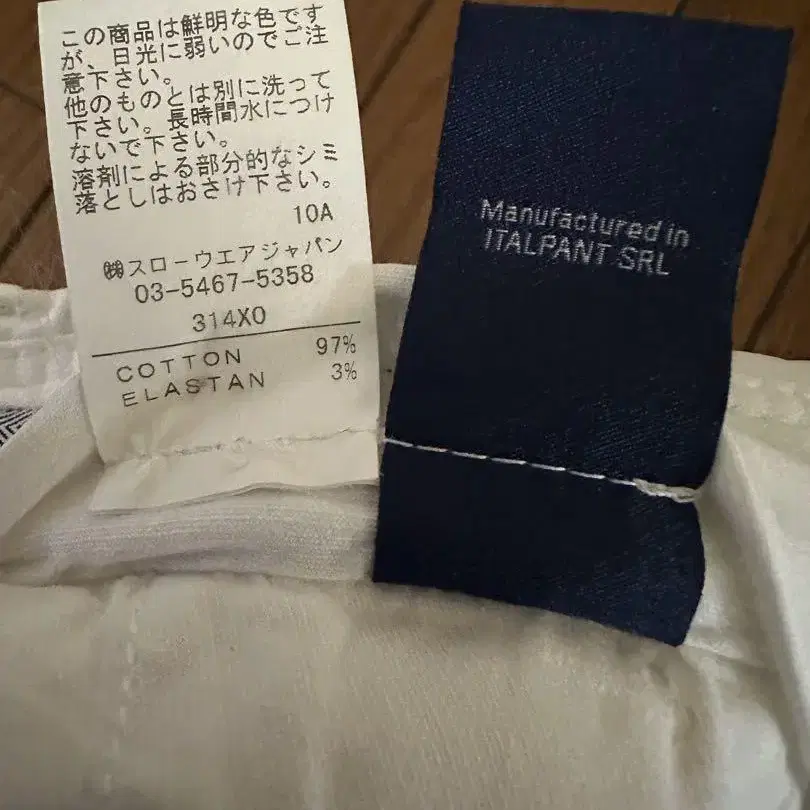 この商品は鮮明な色です
が、日光に弱いのでご注
意下さい。
他のものとは別に洗って
下さい。長時間水につけ
ないで下さい。
溶剤による部分的なシミ
落としはおさけ下さい。
10A
㈱スローウエアジャパン
03-5467-5358
314X0
COTTON 97%
ELASTAN 3%
Manufactured in
ITALPANT SRL